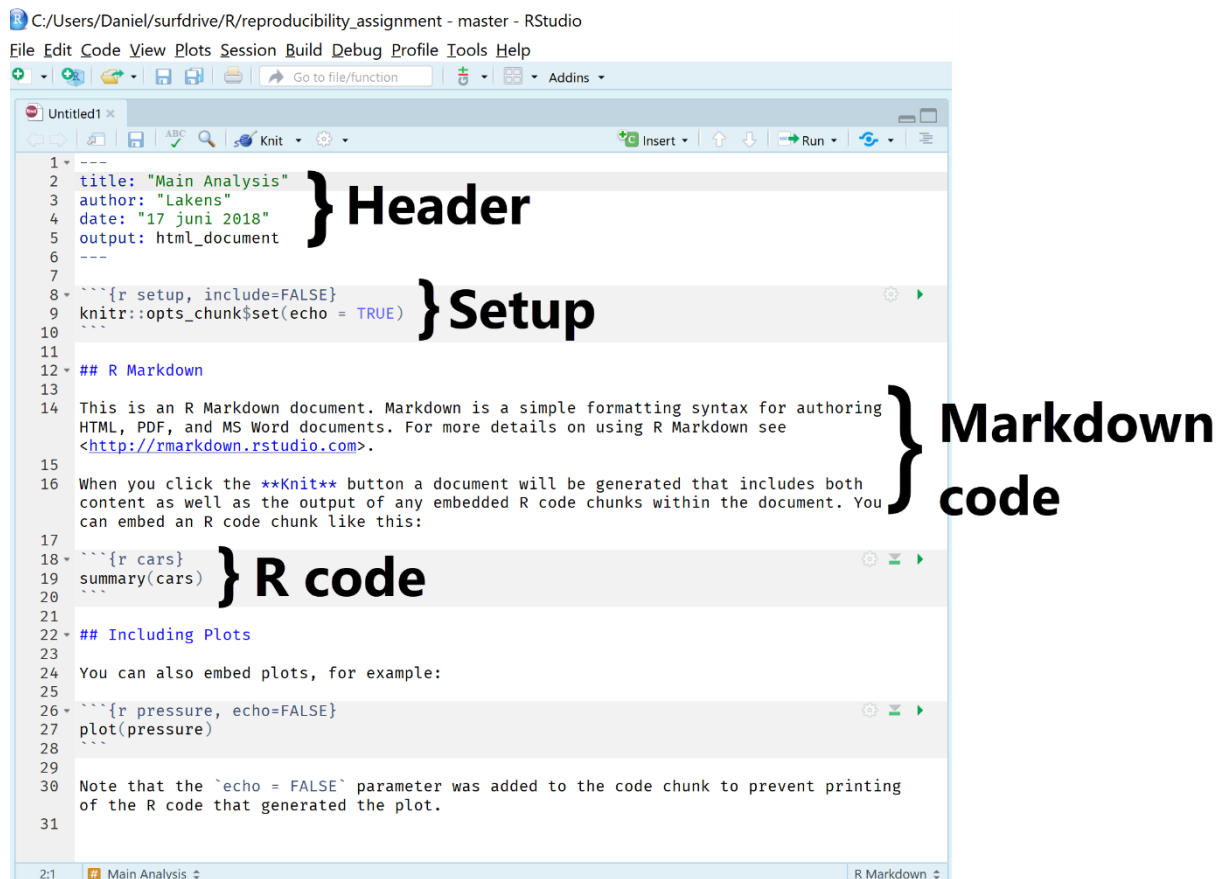 C:/Users/Daniel/surfdrive/R/reproducibility_assignment - master - RStudio
File Edit Code View Plots Session Build Debug Profile Tools Help
Go to file/function Addins
Untitled1
ABC Knit Insert Run
1 ---
2 title: "Main Analysis"
3 author: "Lakens"
4 date: "17 juni 2018"
5 output: html_document
6 ---
} Header
7
8 ```{r setup, include=FALSE}
9 knitr::opts_chunk$set(echo = TRUE)
10 ```
} Setup
11
12 ## R Markdown
13
14 This is an R Markdown document. Markdown is a simple formatting syntax for authoring
HTML, PDF, and MS Word documents. For more details on using R Markdown see
<http://rmarkdown.rstudio.com>.
15
16 When you click the **Knit** button a document will be generated that includes both
content as well as the output of any embedded R code chunks within the document. You
can embed an R code chunk like this:
} Markdown
code
17
18 ```{r cars}
19 summary(cars)
20 ```
} R code
21
22 ## Including Plots
23
24 You can also embed plots, for example:
25
26 ```{r pressure, echo=FALSE}
27 plot(pressure)
28 ```
29
30 Note that the `echo = FALSE` parameter was added to the code chunk to prevent printing
of the R code that generated the plot.
31
2:1 # Main Analysis R Markdown